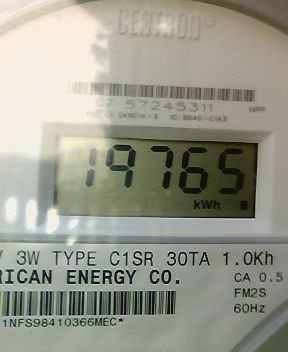 CENTRON®
07 57245311 HPP
19765
kWh
V 3W TYPE C1SR 30TA 1.0Kh
RICAN ENERGY CO.
CA 0.5
FM2S
60Hz
1NFS98410366MEC*